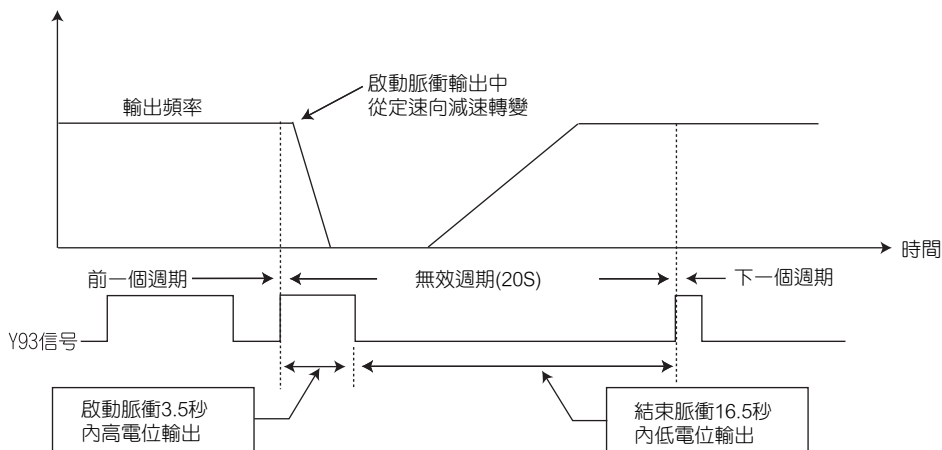 啟動脈衝輸出中
從定速向減速轉變
輸出頻率
時間
前一個週期
無效週期(20S)
下一個週期
Y93信号
啟動脈衝3.5秒
內高電位輸出
結束脈衝16.5秒
內低電位輸出